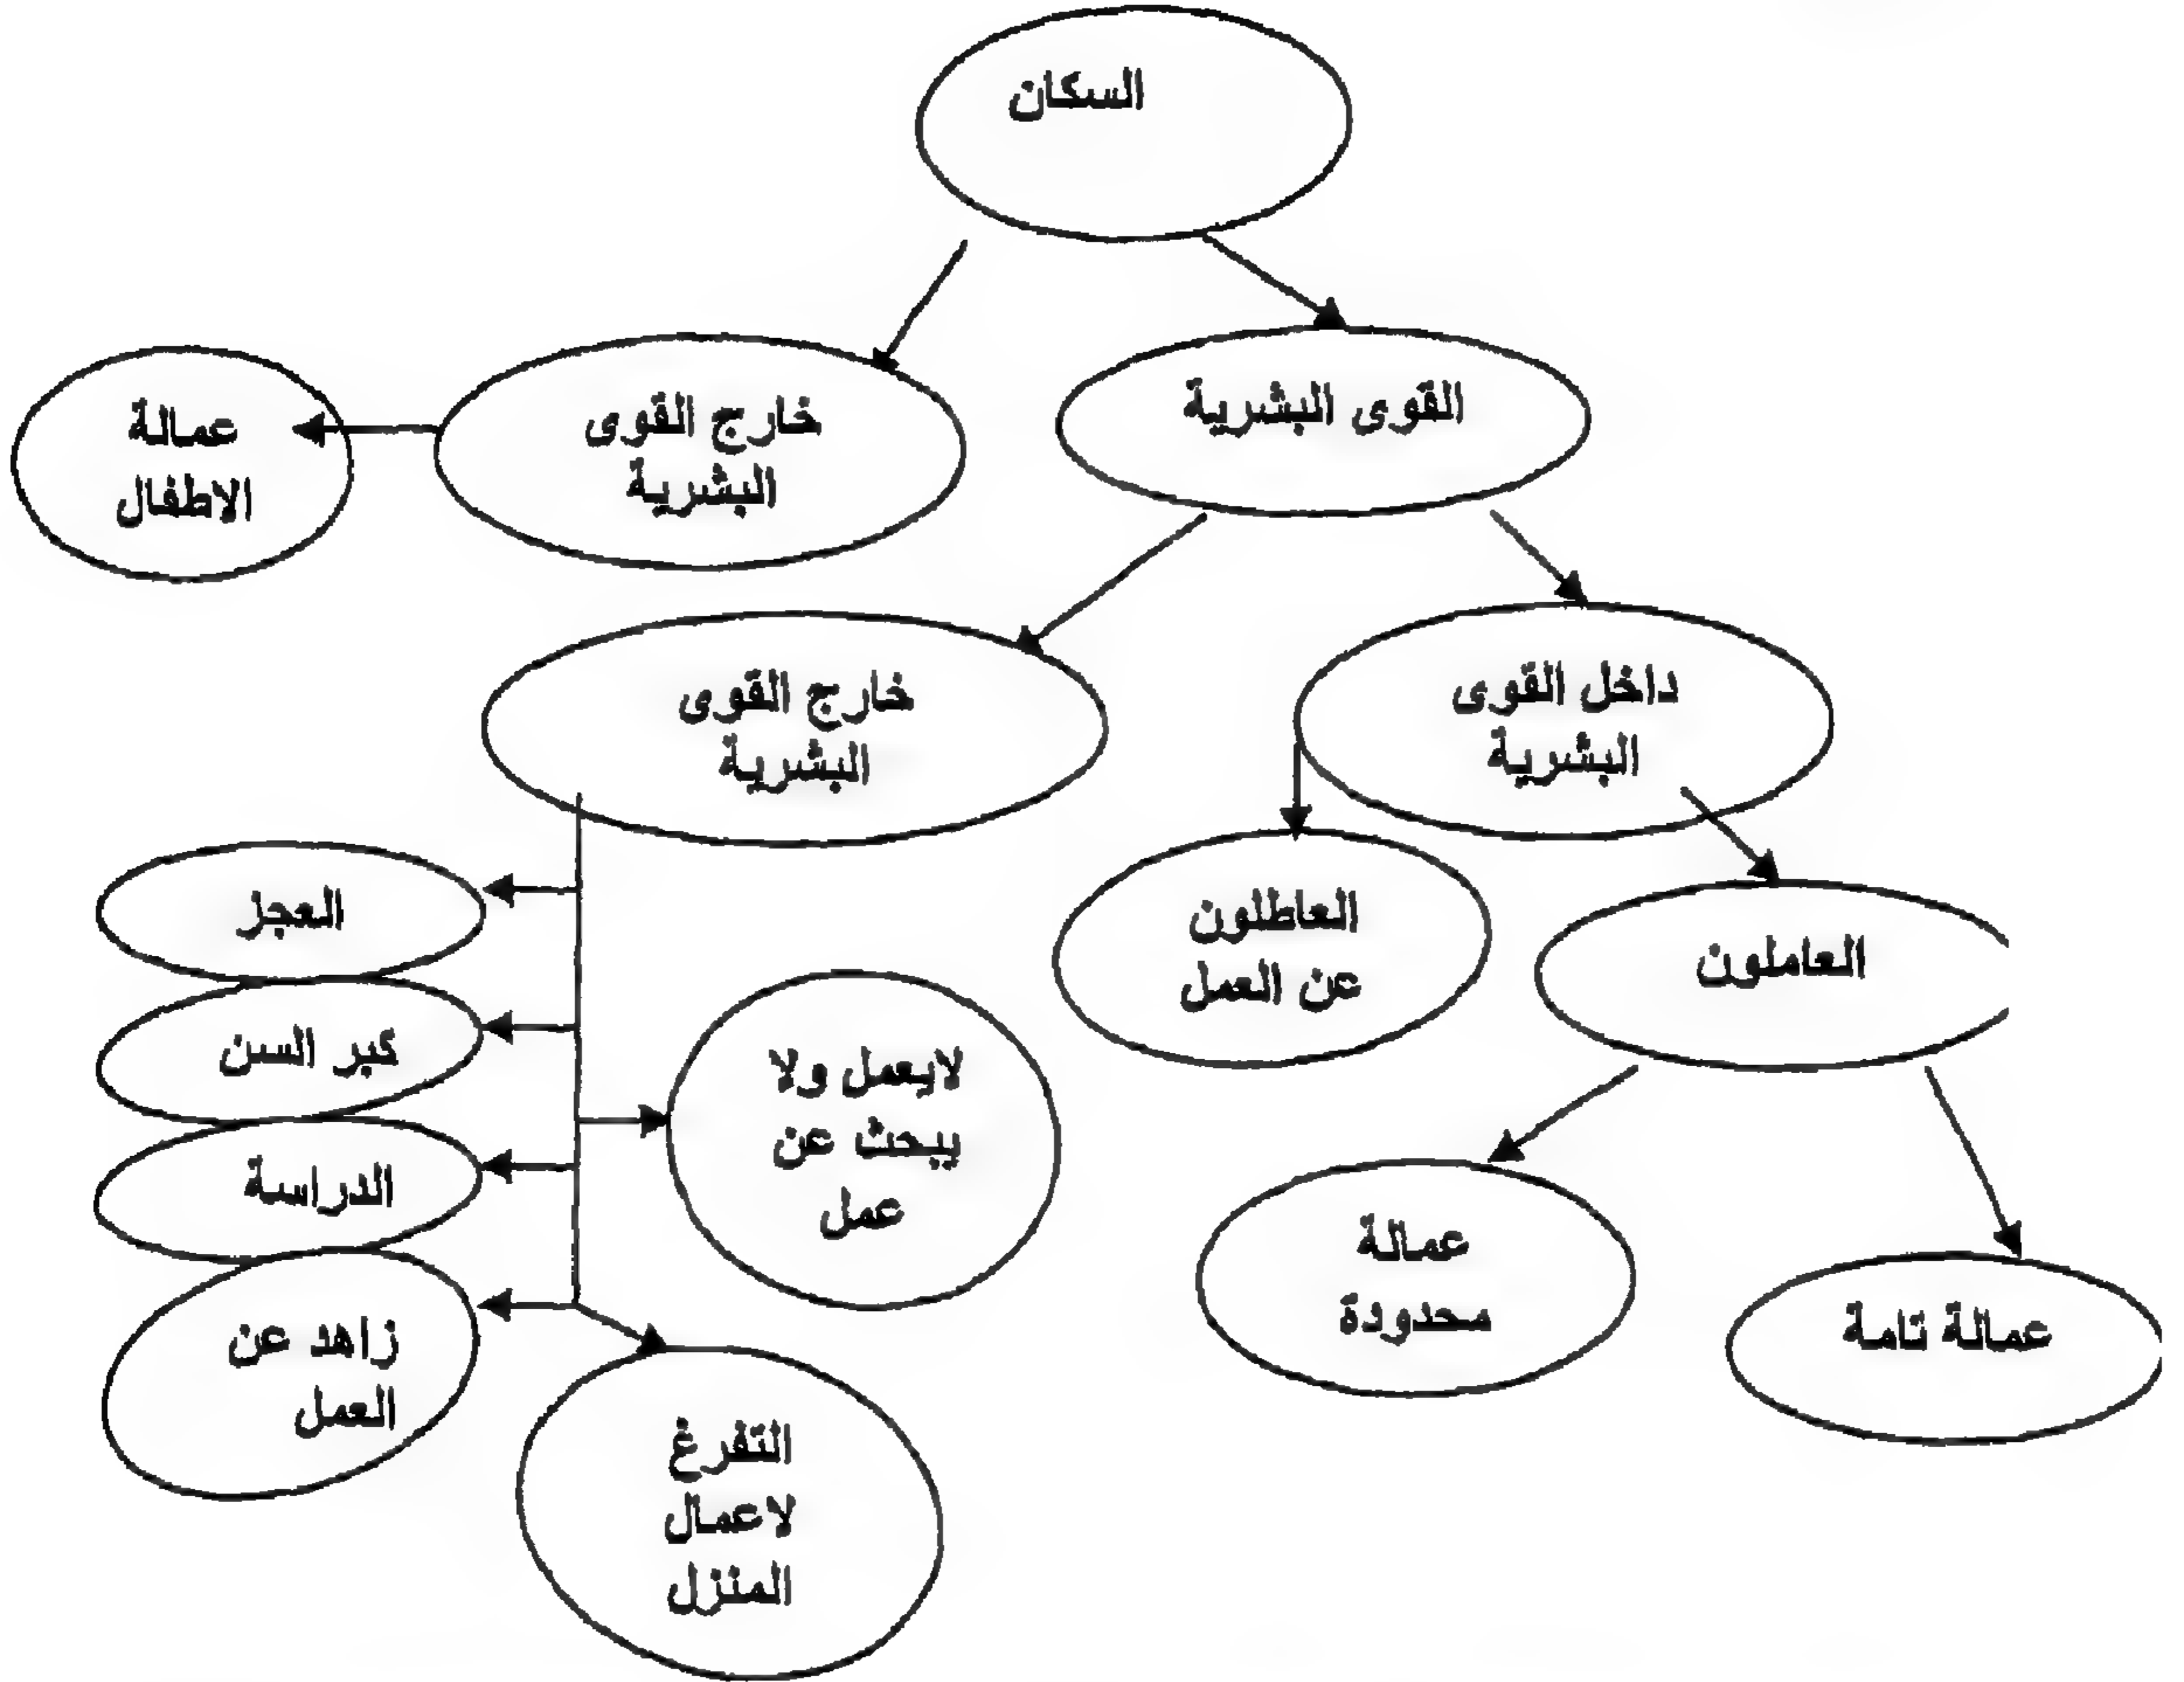 السكان
القوى البشرية
خارج القوى
البشرية
عمالة
الاطفال
داخل القوى
البشرية
خارج القوى
البشرية
العاملون
العاطلون
عن العمل
العجز
كبر السن
الدراسة
زاهد عن
العمل
لايعمل ولا
يبحث عن
عمل
التفرغ
لاعمال
المنزل
عمالة
محدودة
عمالة تامة